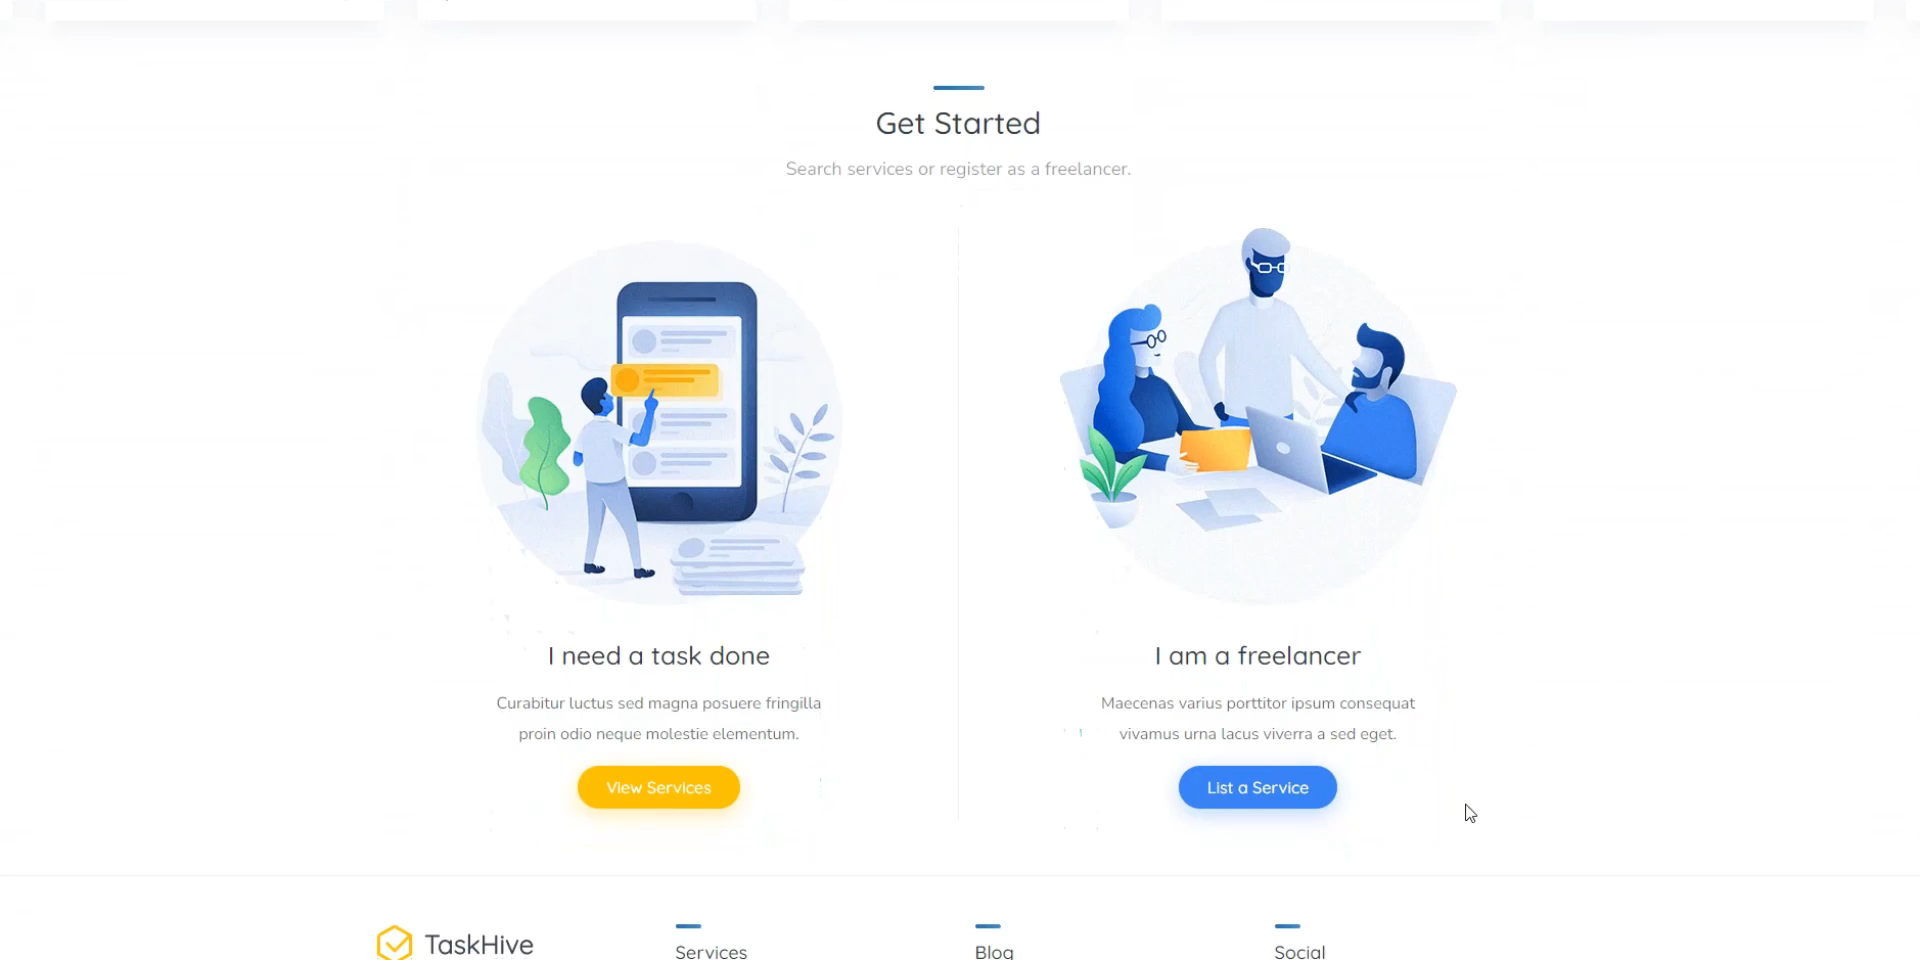 Get Started
Search services or register as a freelancer.
I need a task done
Curabitur luctus sed magna posuere fringilla
proin odio neque molestie elementum.
View Services
I am a freelancer
Maecenas varius porttitor ipsum consequat
vivamus urna lacus viverra a sed eget.
List a Service
TaskHive
Services
Blog
Social